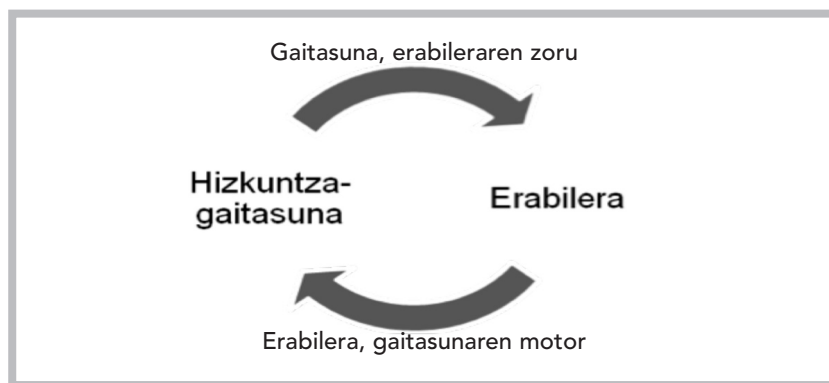 Gaitasuna, erabileraren zoru
Hizkuntza-
gaitasuna
Erabilera
Erabilera, gaitasunaren motor